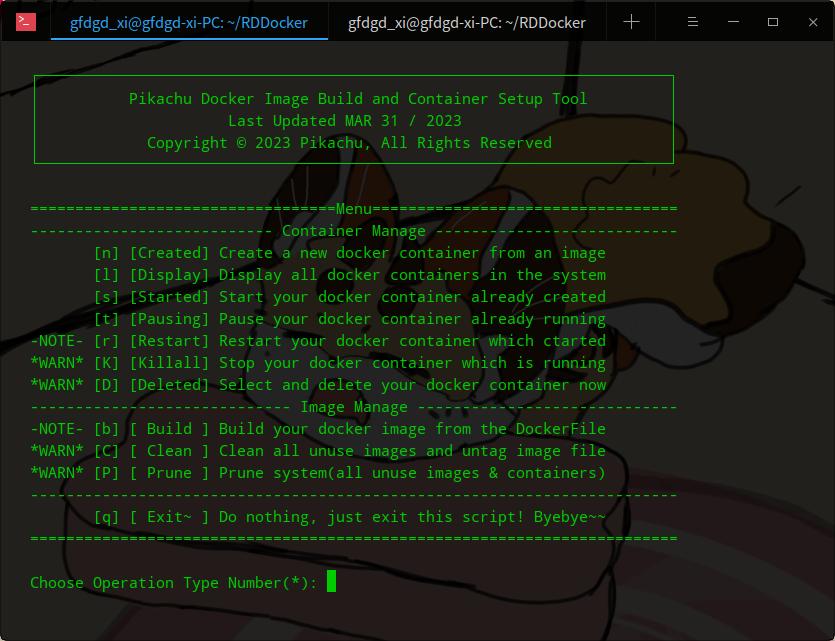 gfdgd_xi@gfdgd-xi-PC: ~/RDDocker
gfdgd_xi@gfdgd-xi-PC: ~/RDDocker
Pikachu Docker Image Build and Container Setup Tool
Last Updated MAR 31 / 2023
Copyright © 2023 Pikachu, All Rights Reserved
==================================Menu==================================
--------------------------- Container Manage ---------------------------
[n] [Created] Create a new docker container from an image
[l] [Display] Display all docker containers in the system
[s] [Started] Start your docker container already created
[t] [Pausing] Pause your docker container already running
-NOTE- [r] [Restart] Restart your docker container which ctarted
*WARN* [K] [Killall] Stop your docker container which is running
*WARN* [D] [Deleted] Select and delete your docker container now
----------------------------- Image Manage -----------------------------
-NOTE- [b] [ Build ] Build your docker image from the DockerFile
*WARN* [C] [ Clean ] Clean all unuse images and untag image file
*WARN* [P] [ Prune ] Prune system(all unuse images & containers)
------------------------------------------------------------------------
[q] [ Exit~ ] Do nothing, just exit this script! Byebye~~
========================================================================
Choose Operation Type Number(*):